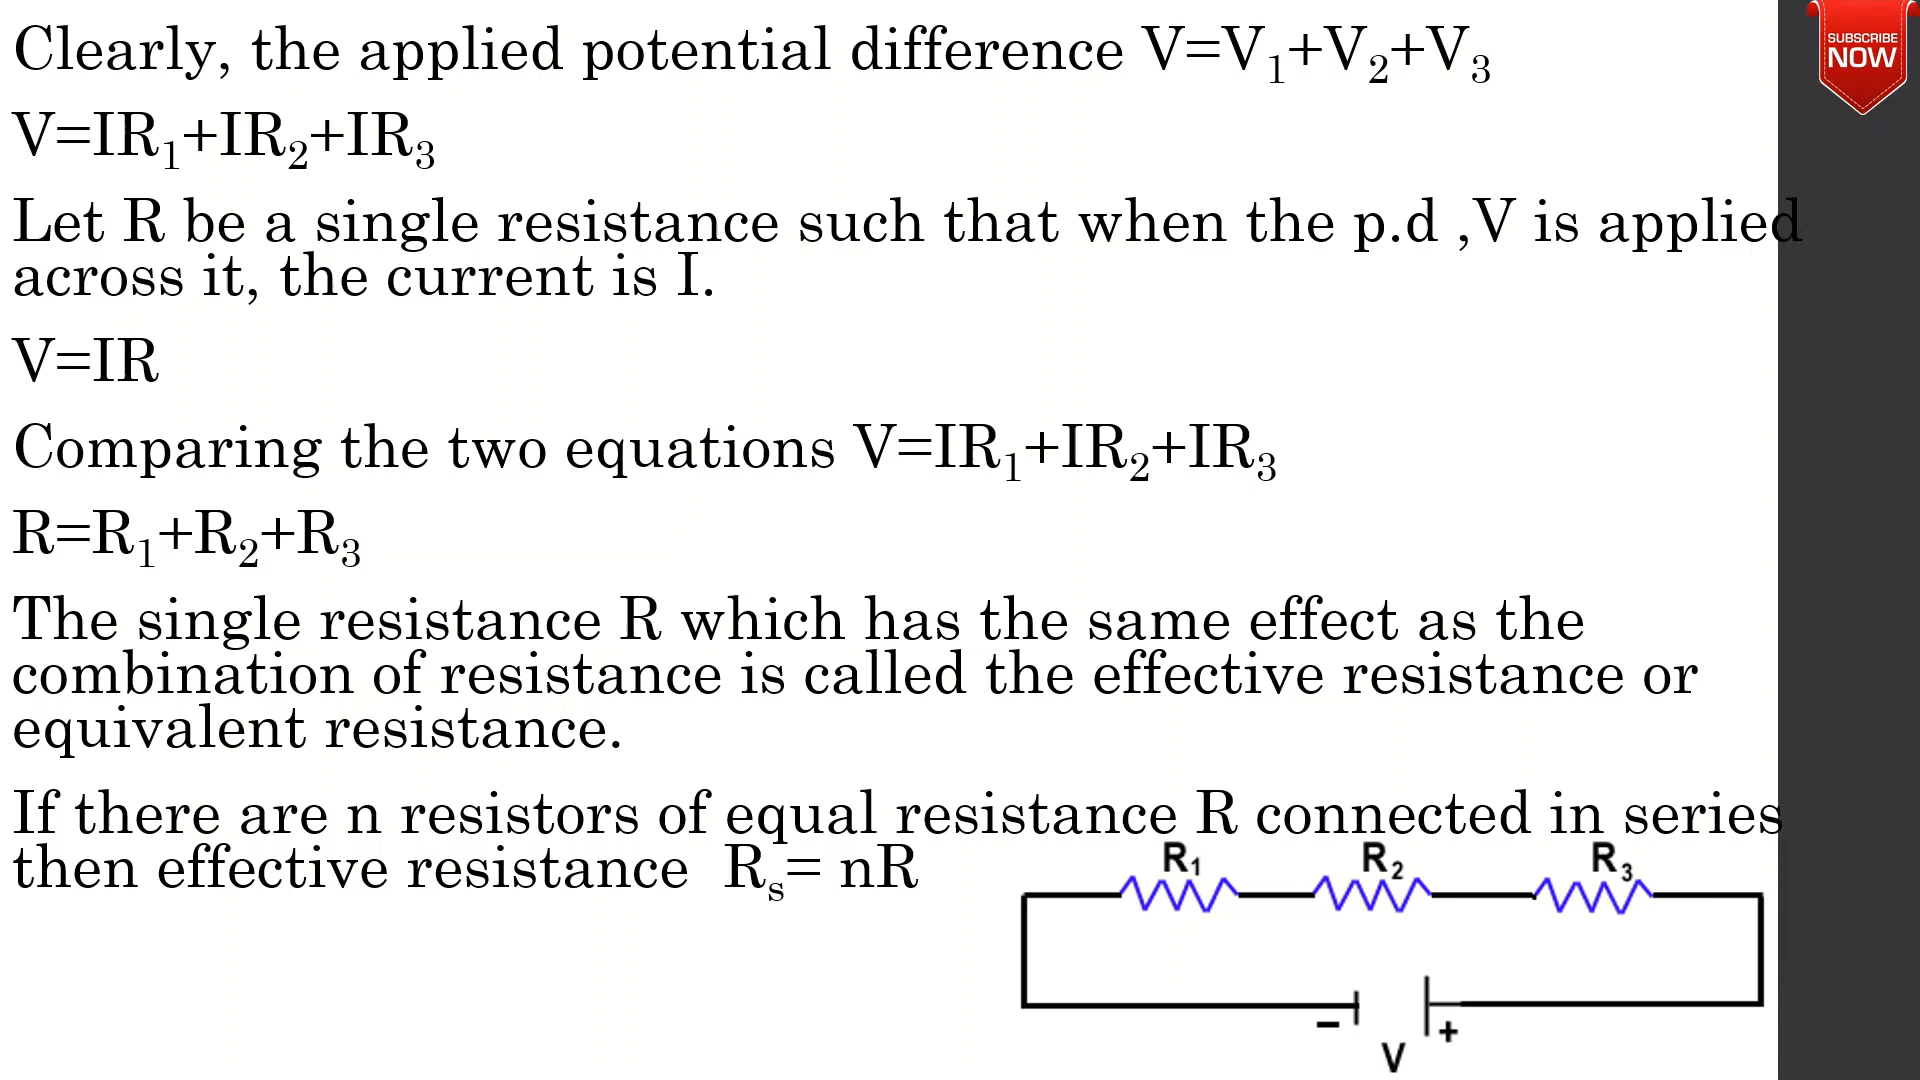 Clearly, the applied potential difference V=V₁+V₂+V₃
SUBSCRIBE
NOW
V=IR₁+IR₂+IR₃
Let R be a single resistance such that when the p.d ,V is applied
across it, the current is I.
V=IR
Comparing the two equations V=IR₁+IR₂+IR₃
R=R₁+R₂+R₃
The single resistance R which has the same effect as the
combination of resistance is called the effective resistance or
equivalent resistance.
If there are n resistors of equal resistance R connected in series
then effective resistance Rₛ= nR
R₁ R₂ R₃
− +
V